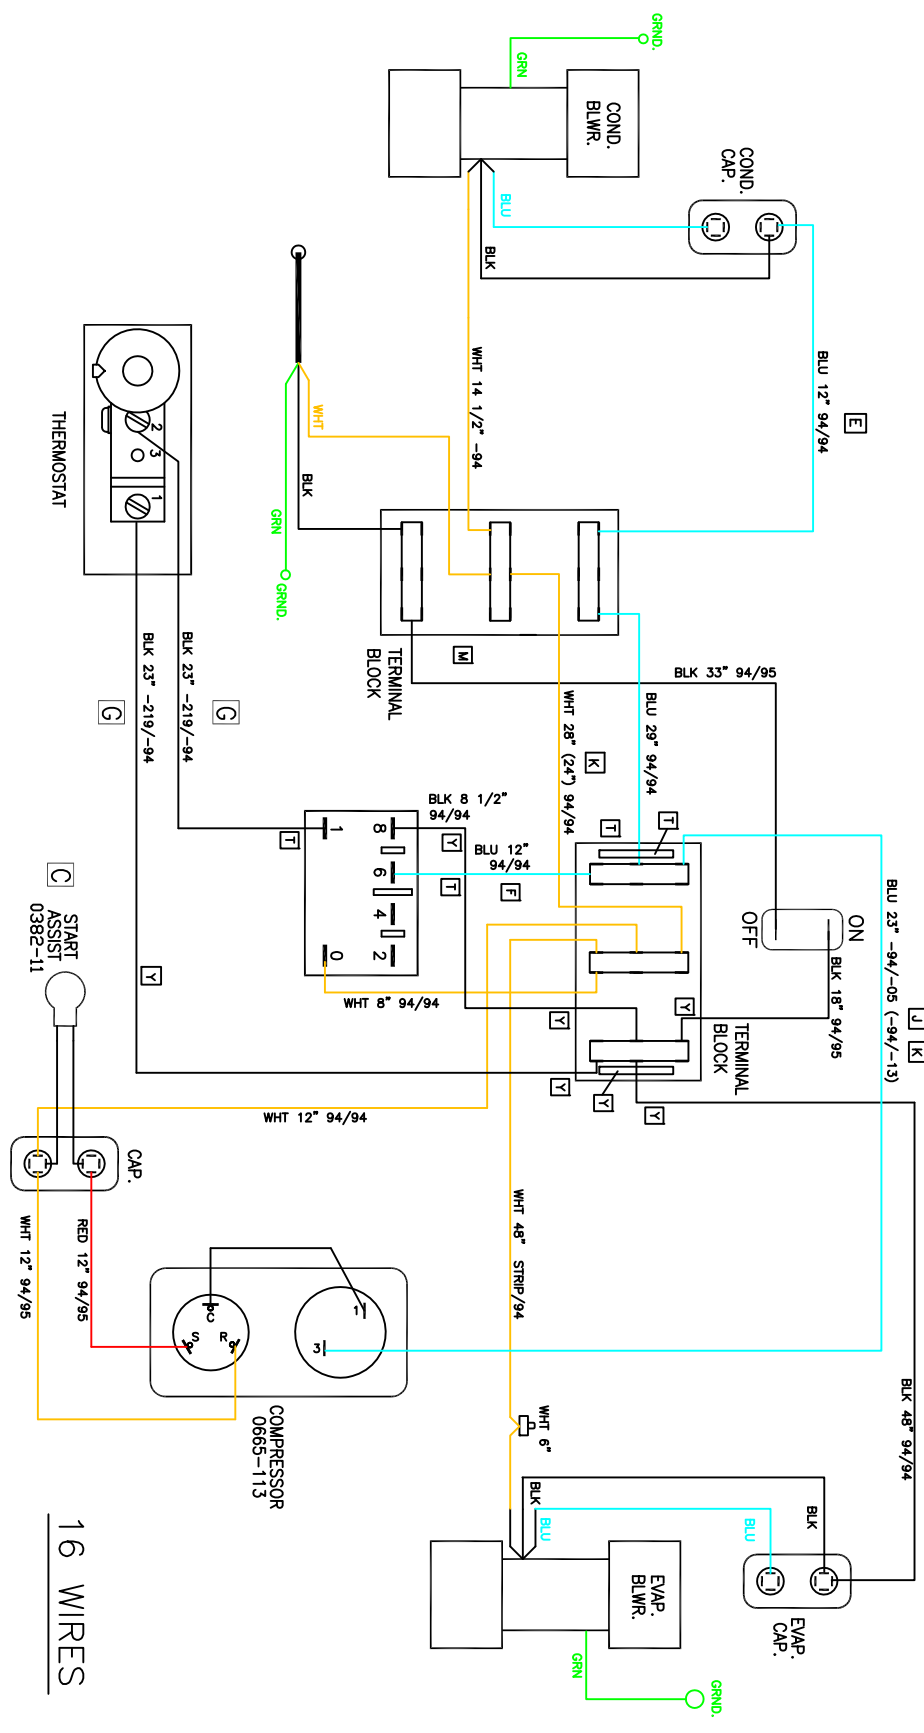 GRND.
GRN
COND.
BLWR.
COND.
CAP.
BLU
BLK
BLU 12" 94/94
E
WHT 14 1/2" -94
WHT
BLK
GRN
GRND.
2
3
1
THERMOSTAT
TERMINAL
BLOCK
M
BLK 33" 94/95
BLU 29" 94/94
WHT 28" (24") 94/94
K
BLK 23" -219/-94
G
BLK 23" -219/-94
G
BLK 8 1/2"
94/94
Y
BLU 12"
94/94
T
F
T
T
T
1
8
6
4
0
2
WHT 8" 94/94
ON
OFF
BLK 18" 94/95
BLU 23" -94/-05 (-94/-13)
J
K
TERMINAL
BLOCK
Y
Y
Y
Y
Y
Y
C
START
ASSIST
0382-11
WHT 12" 94/94
CAP.
RED 12" 94/95
WHT 12" 94/95
WHT 48" STRIP/94
C
S
R
1
3
COMPRESSOR
0665-113
WHT 6"
BLK 48" 94/94
BLK
BLU
BLU
BLK
EVAP.
CAP.
EVAP.
BLWR.
GRN
GRND.
16 WIRES